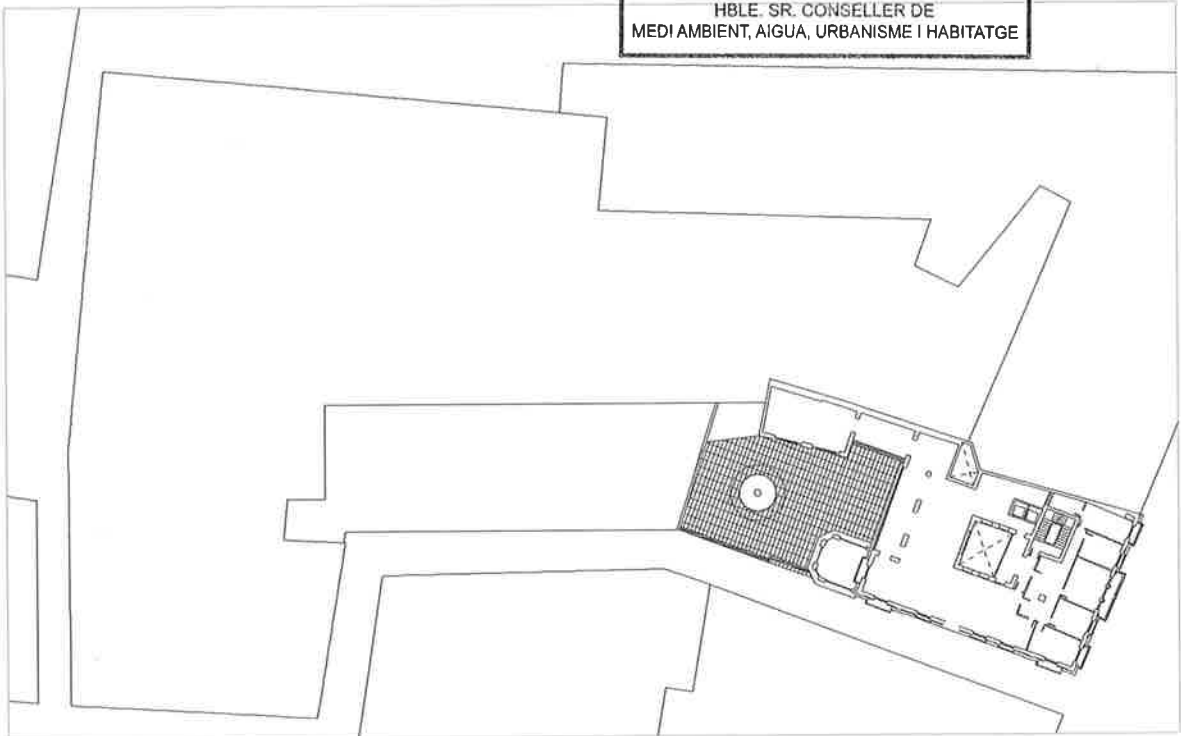 HBLE. SR. CONSELLER DE
MEDI AMBIENT, AIGUA, URBANISME I HABITATGE